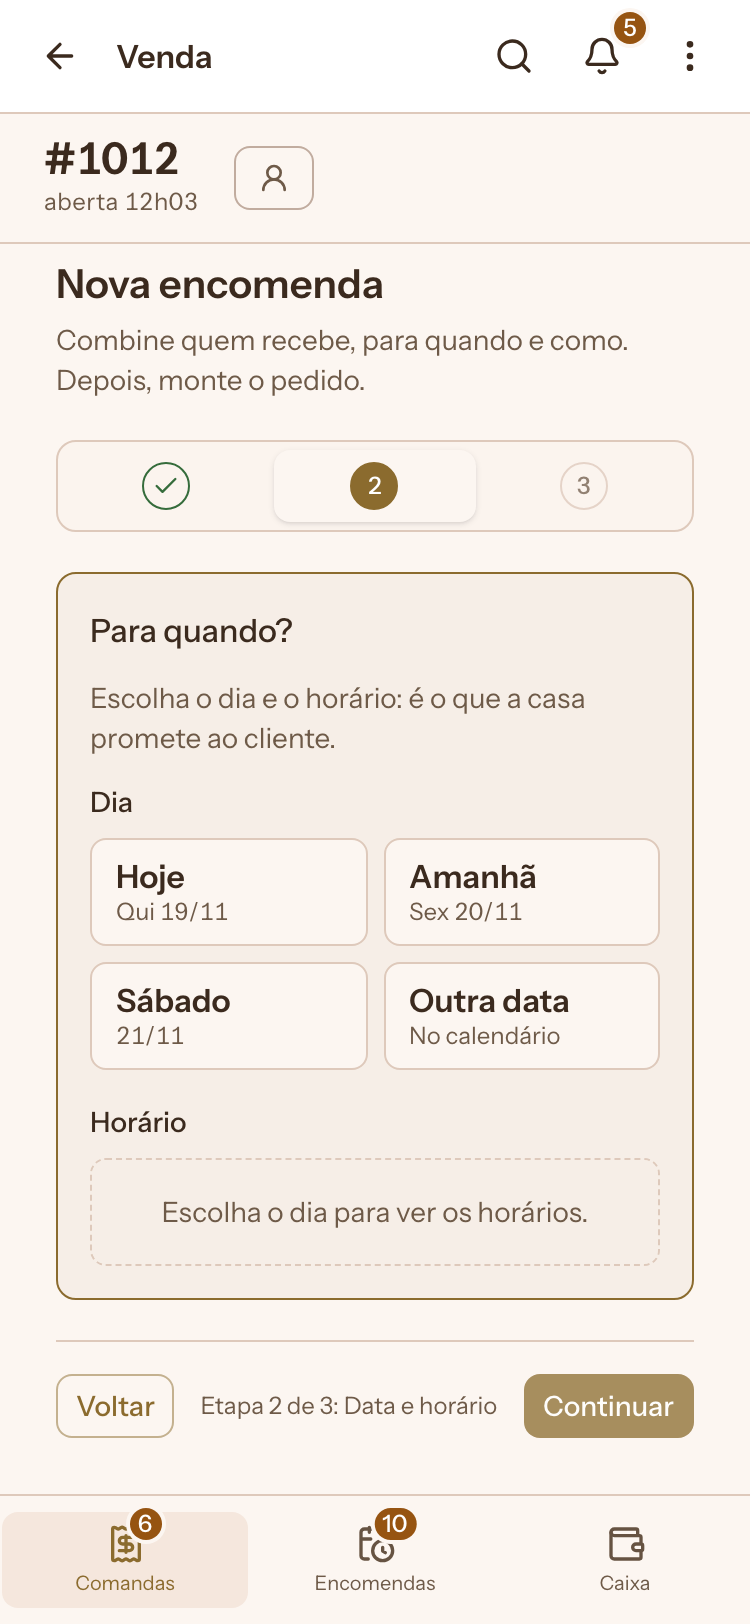 Venda
5
#1012
aberta 12h03
Nova encomenda
Combine quem recebe, para quando e como.
Depois, monte o pedido.
2
3
Para quando?
Escolha o dia e o horário: é o que a casa
promete ao cliente.
Dia
Hoje
Qui 19/11
Amanhã
Sex 20/11
Sábado
21/11
Outra data
No calendário
Horário
Escolha o dia para ver os horários.
Voltar
Etapa 2 de 3: Data e horário
Continuar
6
Comandas
10
Encomendas
Caixa